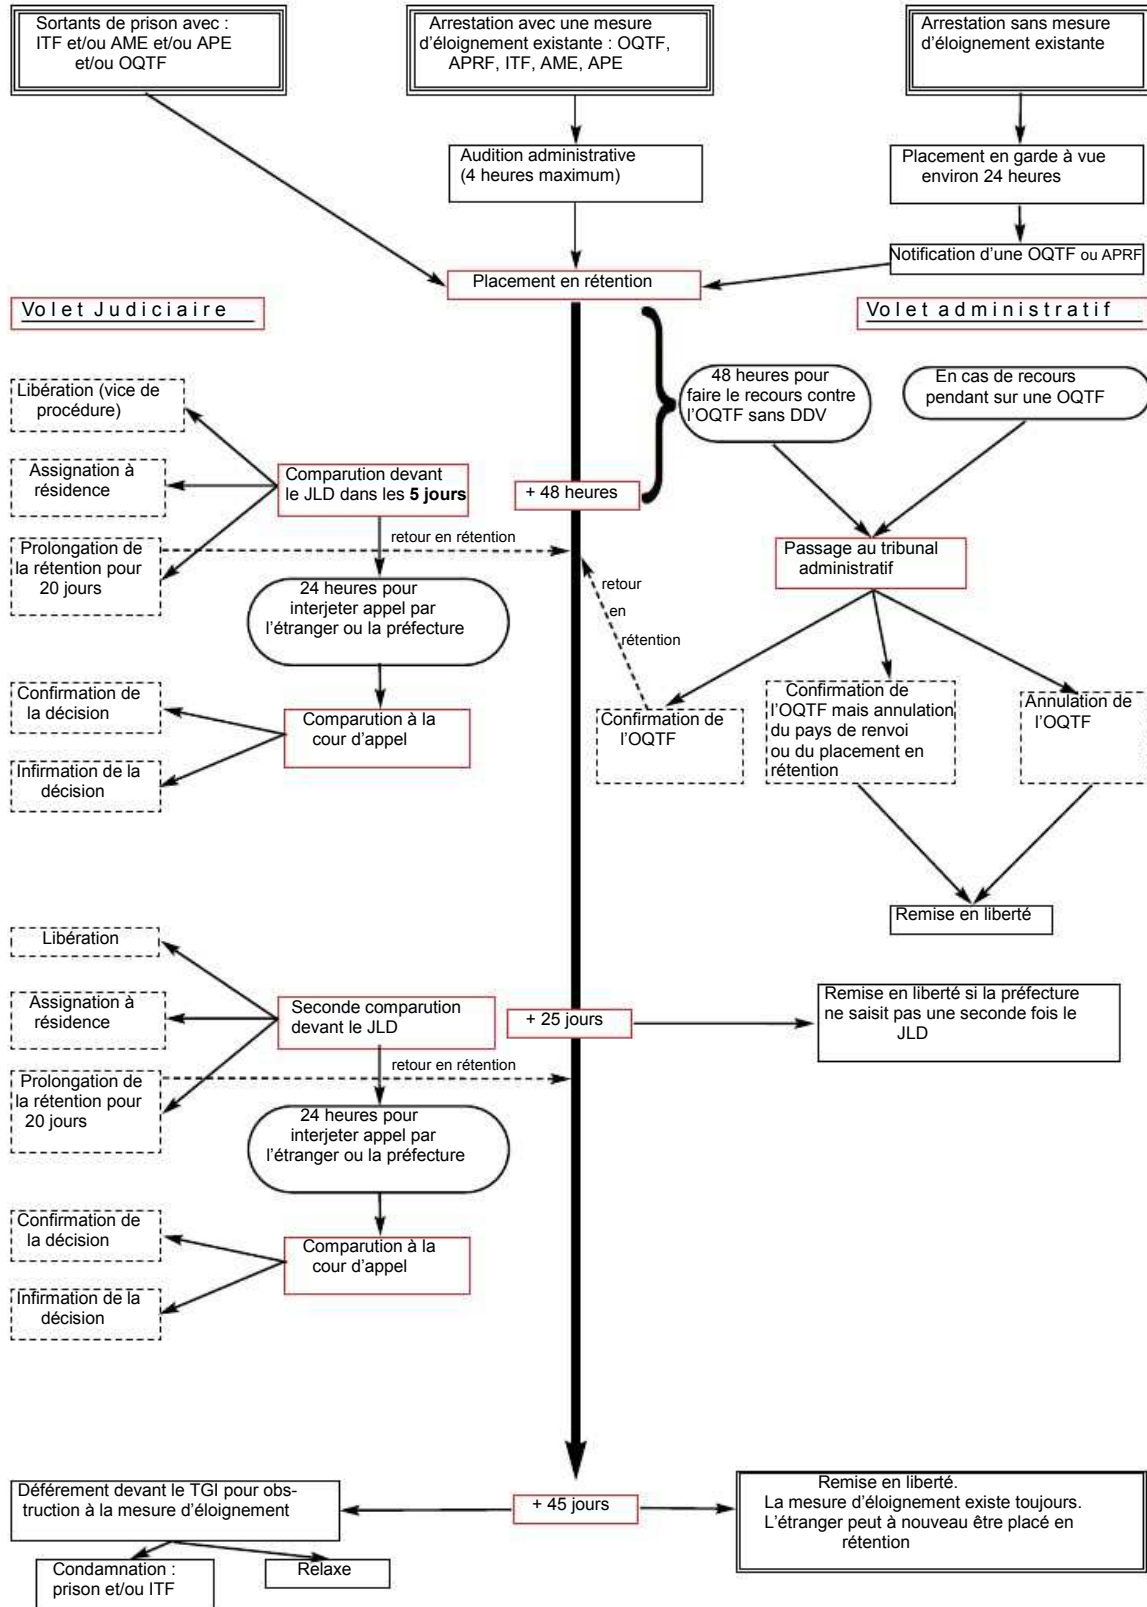 Sortants de prison avec :
ITF et/ou AME et/ou APE
et/ou OQTF
Arrestation avec une mesure
d’éloignement existante : OQTF,
APRF, ITF, AME, APE
Arrestation sans mesure
d’éloignement existante
Audition administrative
(4 heures maximum)
Placement en garde à vue
environ 24 heures
Notification d’une OQTF ou APRF
Placement en rétention
Volet Judiciaire
Volet administratif
48 heures pour
faire le recours contre
l’OQTF sans DDV
En cas de recours
pendant sur une OQTF
Libération (vice de
procédure)
Assignation à
résidence
Prolongation de
la rétention pour
20 jours
Comparution devant
le JLD dans les 5 jours
+ 48 heures
retour en rétention
24 heures pour
interjeter appel par
l’étranger ou la préfecture
Passage au tribunal
administratif
retour
en
rétention
Confirmation de
la décision
Infirmation de la
décision
Comparution à la
cour d’appel
Confirmation de
l’OQTF
Confirmation de
l’OQTF mais annulation
du pays de renvoi
ou du placement en
rétention
Annulation de
l’OQTF
Remise en liberté
Libération
Assignation à
résidence
Prolongation de
la rétention pour
20 jours
Seconde comparution
devant le JLD
+ 25 jours
Remise en liberté si la préfecture
ne saisit pas une seconde fois le
JLD
retour en rétention
24 heures pour
interjeter appel par
l’étranger ou la préfecture
Confirmation de
la décision
Infirmation de la
décision
Comparution à la
cour d’appel
Déférement devant le TGI pour obs-
truction à la mesure d’éloignement
+ 45 jours
Remise en liberté.
La mesure d’éloignement existe toujours.
L’étranger peut à nouveau être placé en
rétention
Condamnation :
prison et/ou ITF
Relaxe